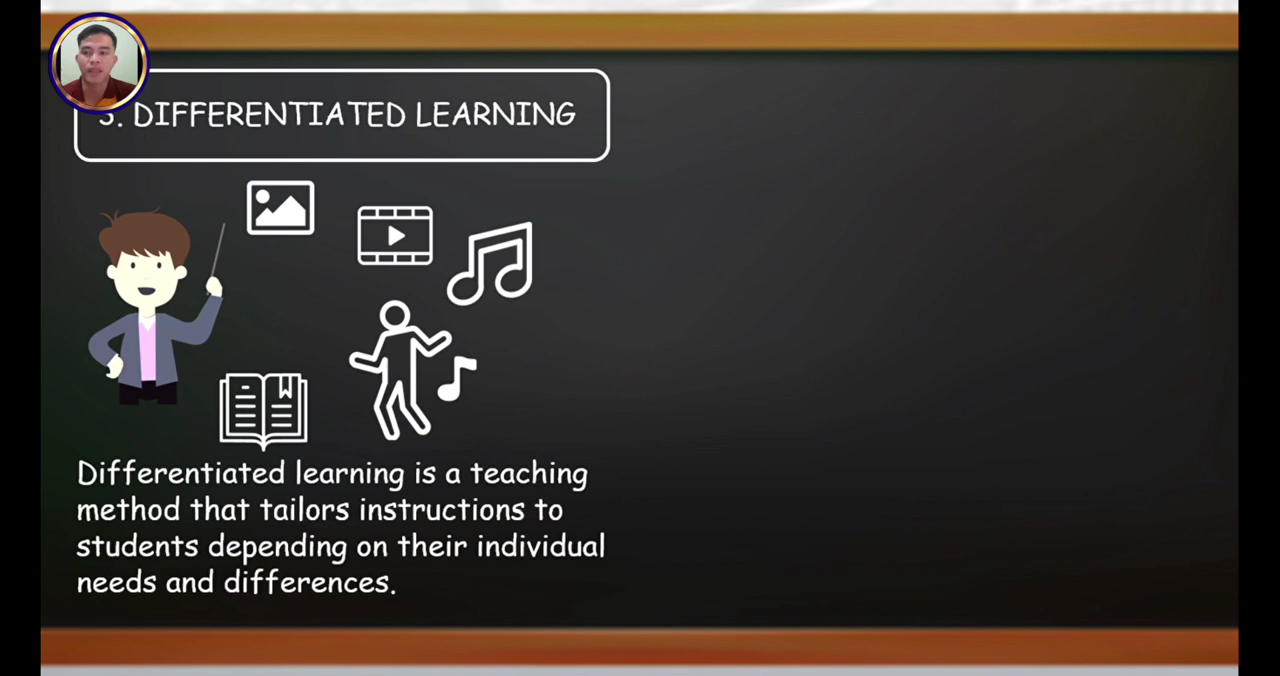 DIFFERENTIATED LEARNING
Differentiated learning is a teaching
method that tailors instructions to
students depending on their individual
needs and differences.